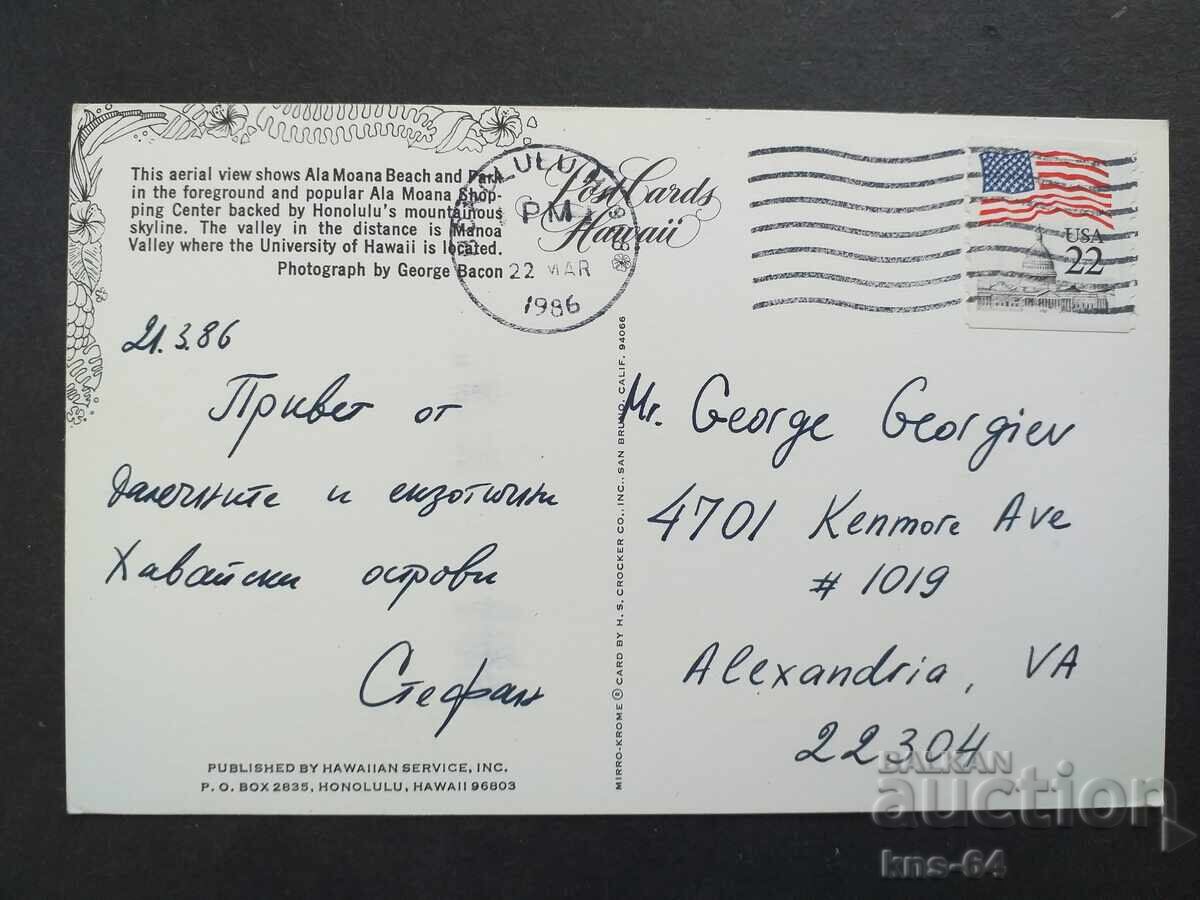 This aerial view shows Ala Moana Beach and Park
in the foreground and popular Ala Moana Shop-
ping Center backed by Honolulu's mountainous
skyline. The valley in the distance is Manoa
Valley where the University of Hawaii is located.
Photograph by George Bacon
PostCards
Hawaii
HONOLULU
PM
22 MAR
1986
USA
22
21.3.86
Привет от
далечните и екзотични
Хавайски острови
Стефан
PUBLISHED BY HAWAIIAN SERVICE, INC.
P. O. BOX 2835, HONOLULU, HAWAII 96803
MIRRO-KROME ® CARD BY H. S. CROCKER CO., INC., SAN BRUNO, CALIF. 94066
Mr. George Georgiev
4701 Kenmore Ave
# 1019
Alexandria, VA
22304
BALKAN
auction
kns-64